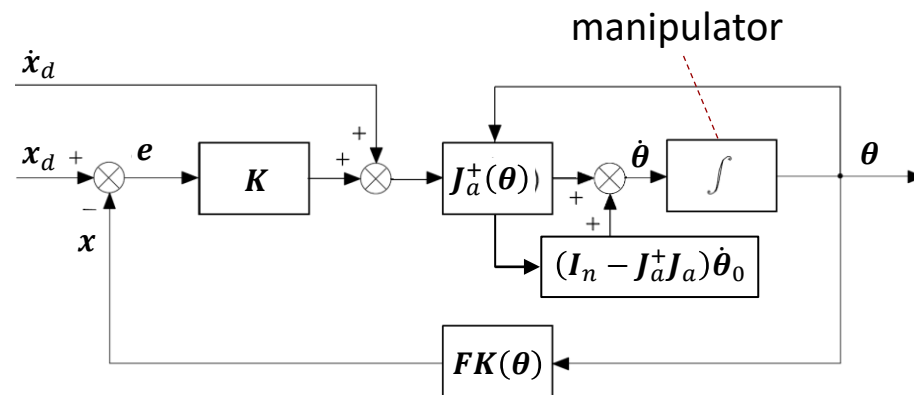 manipulator
ẋ_d
x_d + e K + + J_a^+(θ)) + θ̇ ∫ θ
−
x
+
(I_n − J_a^+ J_a)θ̇_0
FK(θ)